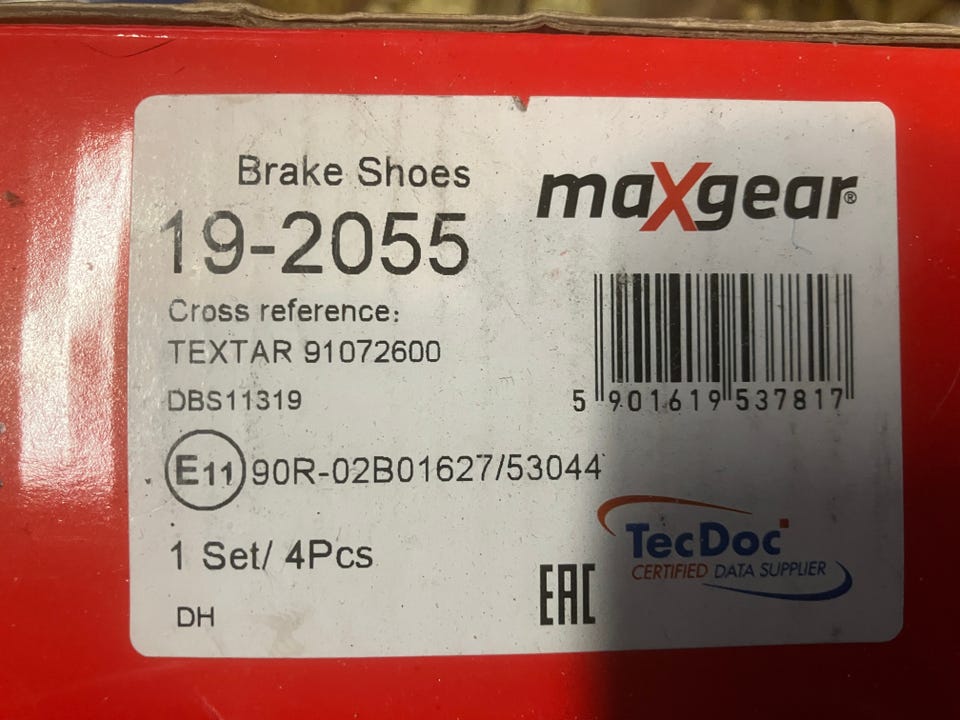 Brake Shoes
maXgear®
19-2055
Cross reference:
TEXTAR 91072600
DBS11319
5 901619 537817
E11 90R-02B01627/53044
TecDoc
CERTIFIED DATA SUPPLIER
1 Set/ 4Pcs
EAC
DH